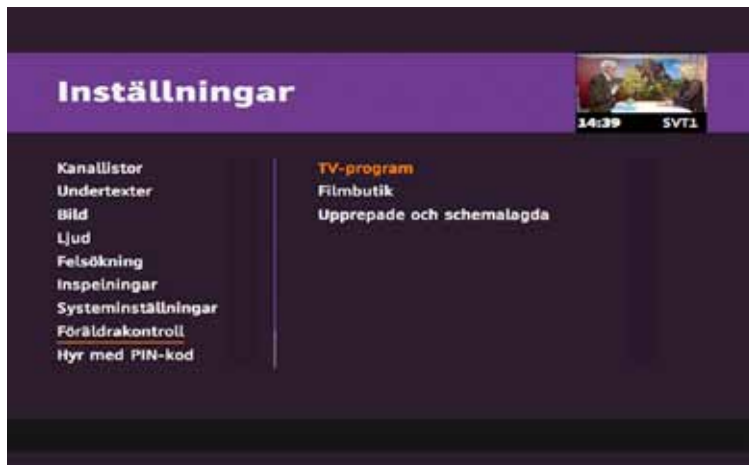 Inställningar
14:39 SVT1
Kanallistor
Undertexter
Bild
Ljud
Felsökning
Inspelningar
Systeminställningar
Föräldrakontroll
Hyr med PIN-kod
TV-program
Filmbutik
Upprepade och schemalagda